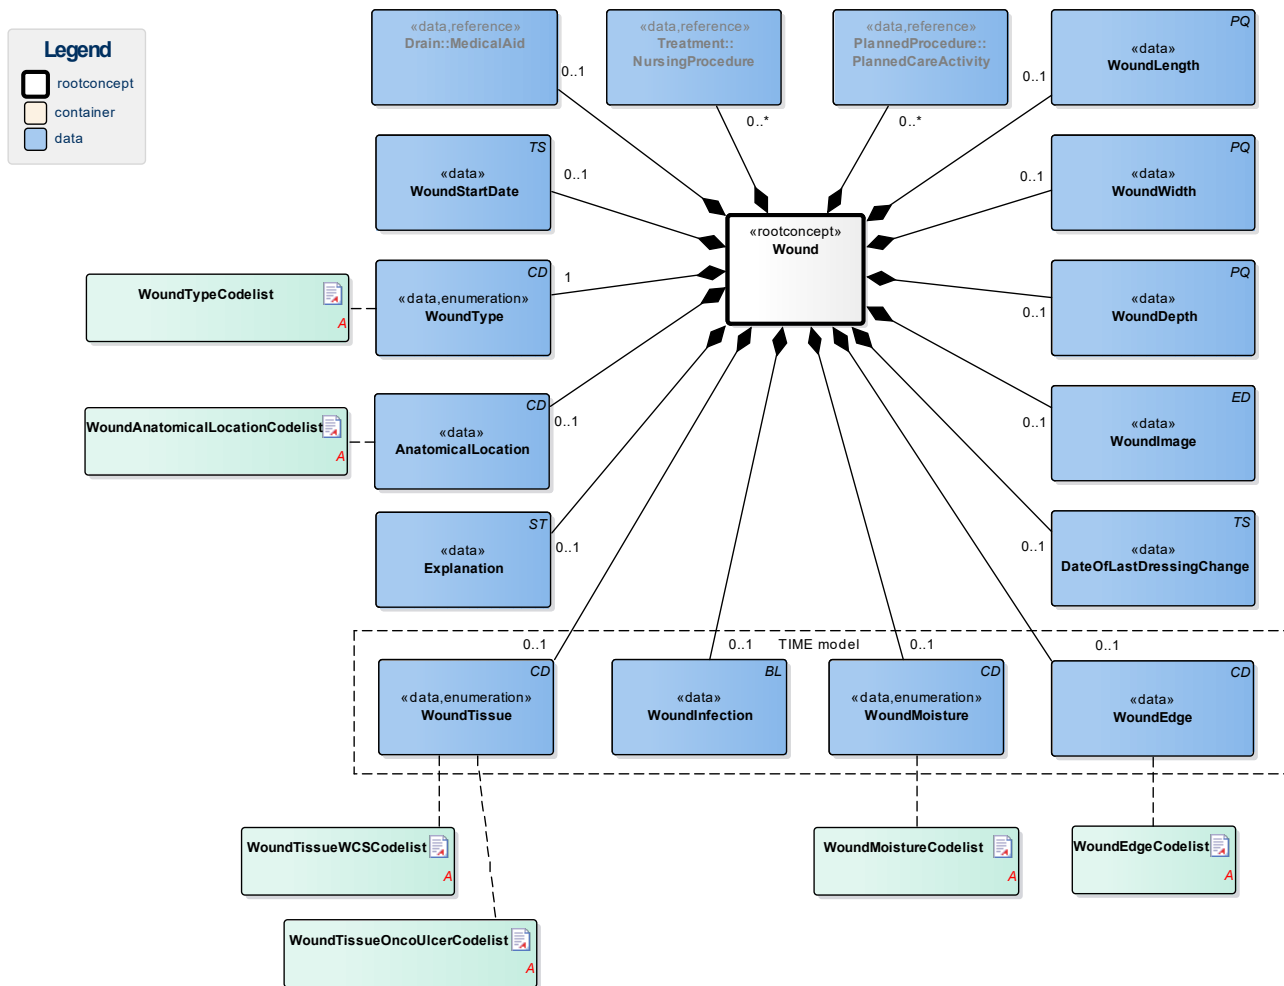 Legend
rootconcept
container
data
«data,reference»
Drain::MedicalAid
0..1
«data,reference»
Treatment::
NursingProcedure
0..*
«data,reference»
PlannedProcedure::
PlannedCareActivity
0..*
PQ
«data»
WoundLength
0..1
TS
«data»
WoundStartDate
0..1
PQ
«data»
WoundWidth
0..1
«rootconcept»
Wound
WoundTypeCodelist
A
CD
«data,enumeration»
WoundType
1
PQ
«data»
WoundDepth
0..1
WoundAnatomicalLocationCodelist
A
CD
«data»
AnatomicalLocation
0..1
ED
«data»
WoundImage
0..1
ST
«data»
Explanation
0..1
TS
«data»
DateOfLastDressingChange
0..1
TIME model
0..1
CD
«data,enumeration»
WoundTissue
0..1
BL
«data»
WoundInfection
0..1
CD
«data,enumeration»
WoundMoisture
0..1
CD
«data»
WoundEdge
WoundTissueWCSCodelist
A
WoundMoistureCodelist
A
WoundEdgeCodelist
A
WoundTissueOncoUlcerCodelist
A